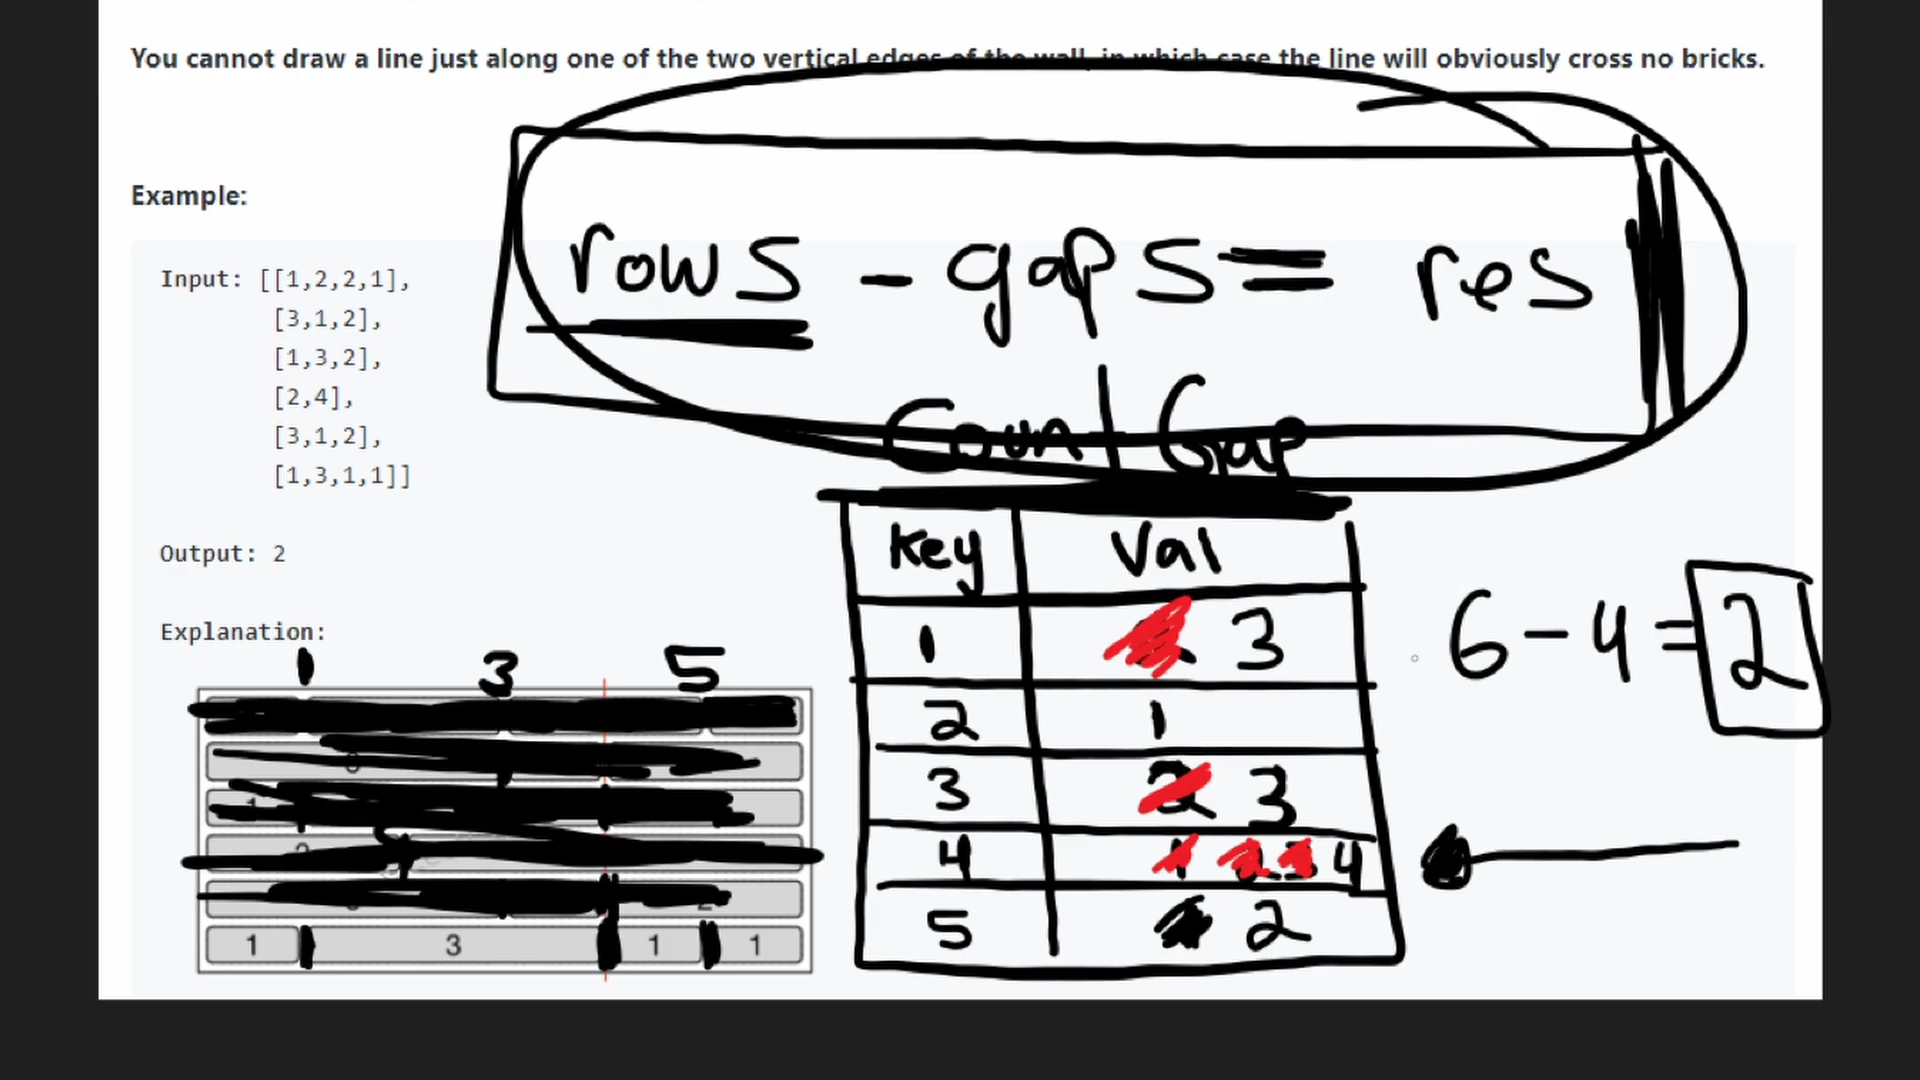 You cannot draw a line just along one of the two vertical edges of the wall, in which case the line will obviously cross no bricks.
Example:
rows - gaps = res
Input: [[1,2,2,1],
[3,1,2],
[1,3,2],
[2,4],
[3,1,2],
[1,3,1,1]]
Count Gap
Output: 2
Key Val
Explanation:
1 3
6 - 4 = 2
1 3 5
2 1
3 2 3
4 4
5 2
1 3 1 1